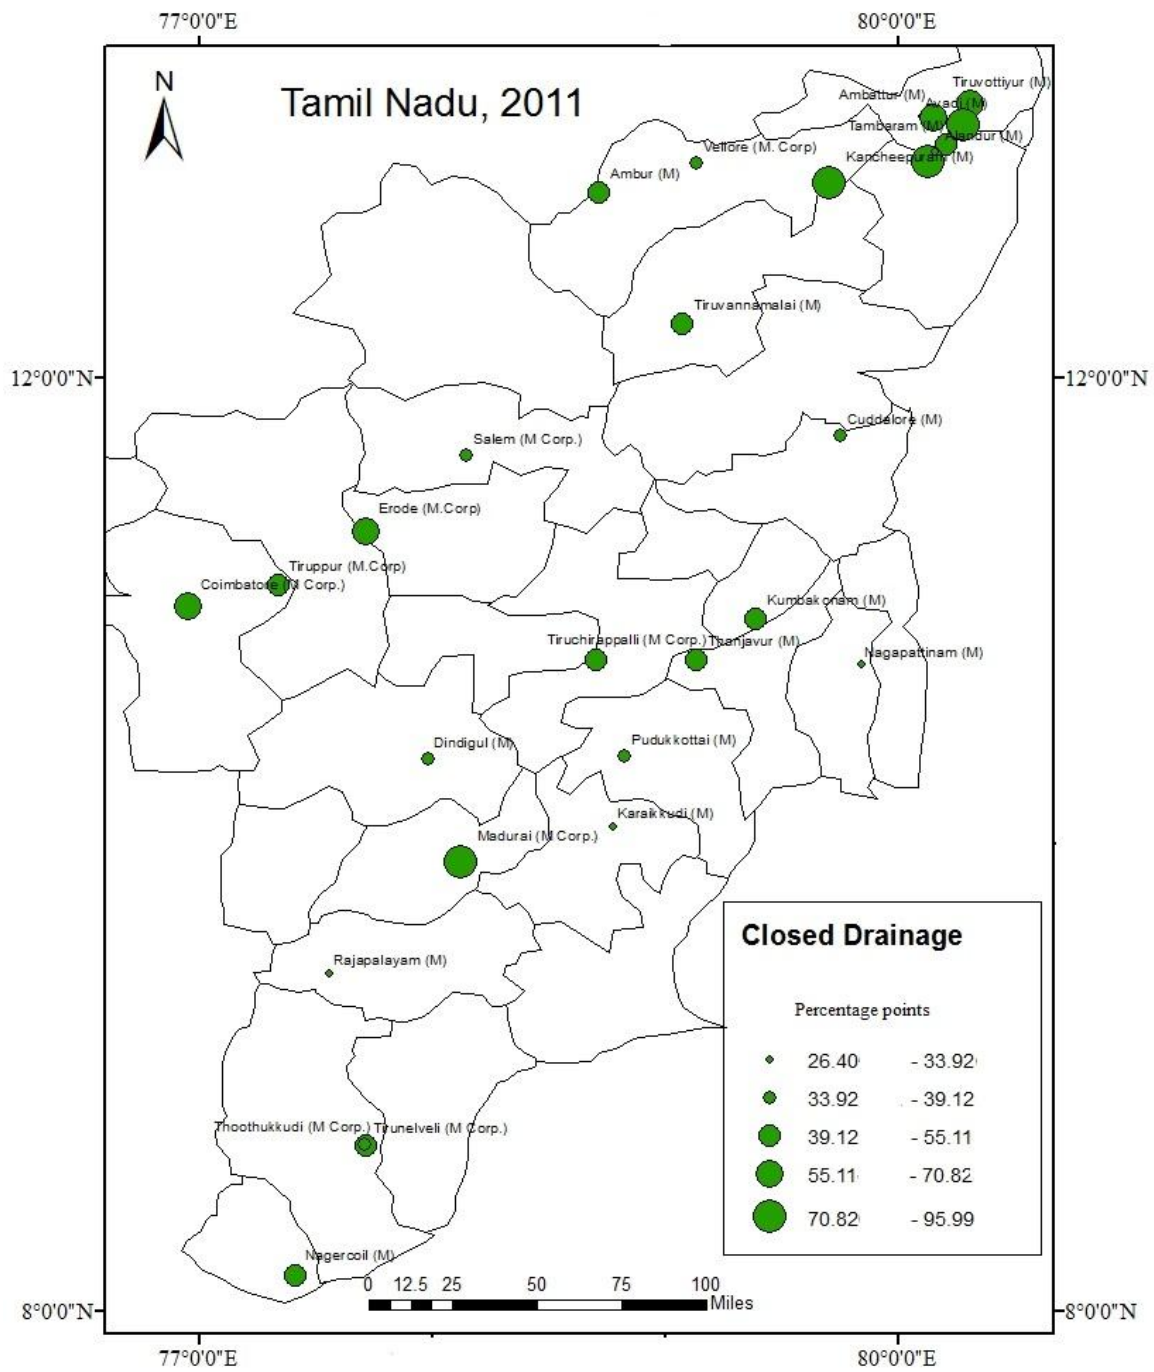 77°0'0"E 80°0'0"E
N
Tamil Nadu, 2011
Tiruvottiyur (M)
Ambattur (M) Avadi (M)
Tambaram (M) Alandur (M)
Vellore (M. Corp) Kancheepuram (M)
Ambur (M)
Tiruvannamalai (M)
12°0'0"N 12°0'0"N
Cuddalore (M)
Salem (M Corp.)
Erode (M.Corp)
Tiruppur (M.Corp)
Coimbatore (M Corp.)
Kumbakonam (M)
Tiruchirappalli (M Corp.) Thanjavur (M)
Nagapattinam (M)
Dindigul (M) Pudukkottai (M)
Karaikkudi (M)
Madurai (M Corp.)
Closed Drainage
Rajapalayam (M)
Percentage points
26.40 - 33.92
33.92 - 39.12
Thoothukkudi (M Corp.) Tirunelveli (M Corp.)
39.12 - 55.11
55.11 - 70.82
70.82 - 95.99
Nagercoil (M)
0 12.5 25 50 75 100
Miles
8°0'0"N 8°0'0"N
77°0'0"E 80°0'0"E